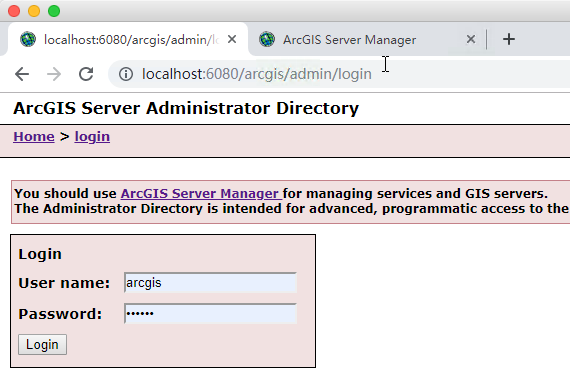 localhost:6080/arcgis/admin/l
ArcGIS Server Manager
localhost:6080/arcgis/admin/login
ArcGIS Server Administrator Directory
Home > login
You should use ArcGIS Server Manager for managing services and GIS servers.
The Administrator Directory is intended for advanced, programmatic access to the
Login
User name: arcgis
Password: ••••••
Login